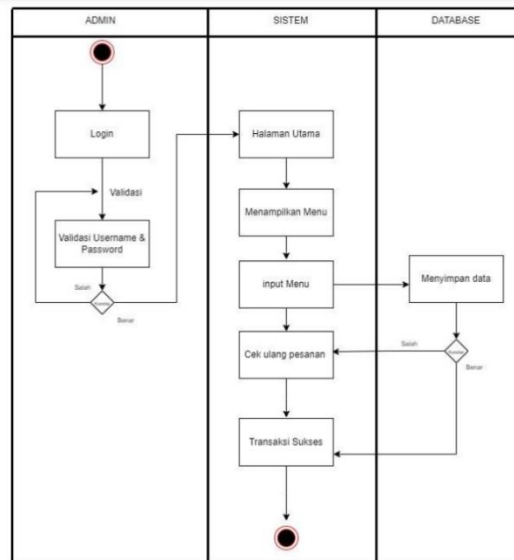 ADMIN
SISTEM
DATABASE
Login
Validasi
Validasi Username &
Password
Salah
Benar
Halaman Utama
Menampilkan Menu
input Menu
Cek ulang pesanan
Transaksi Sukses
Menyimpan data
Salah
Benar